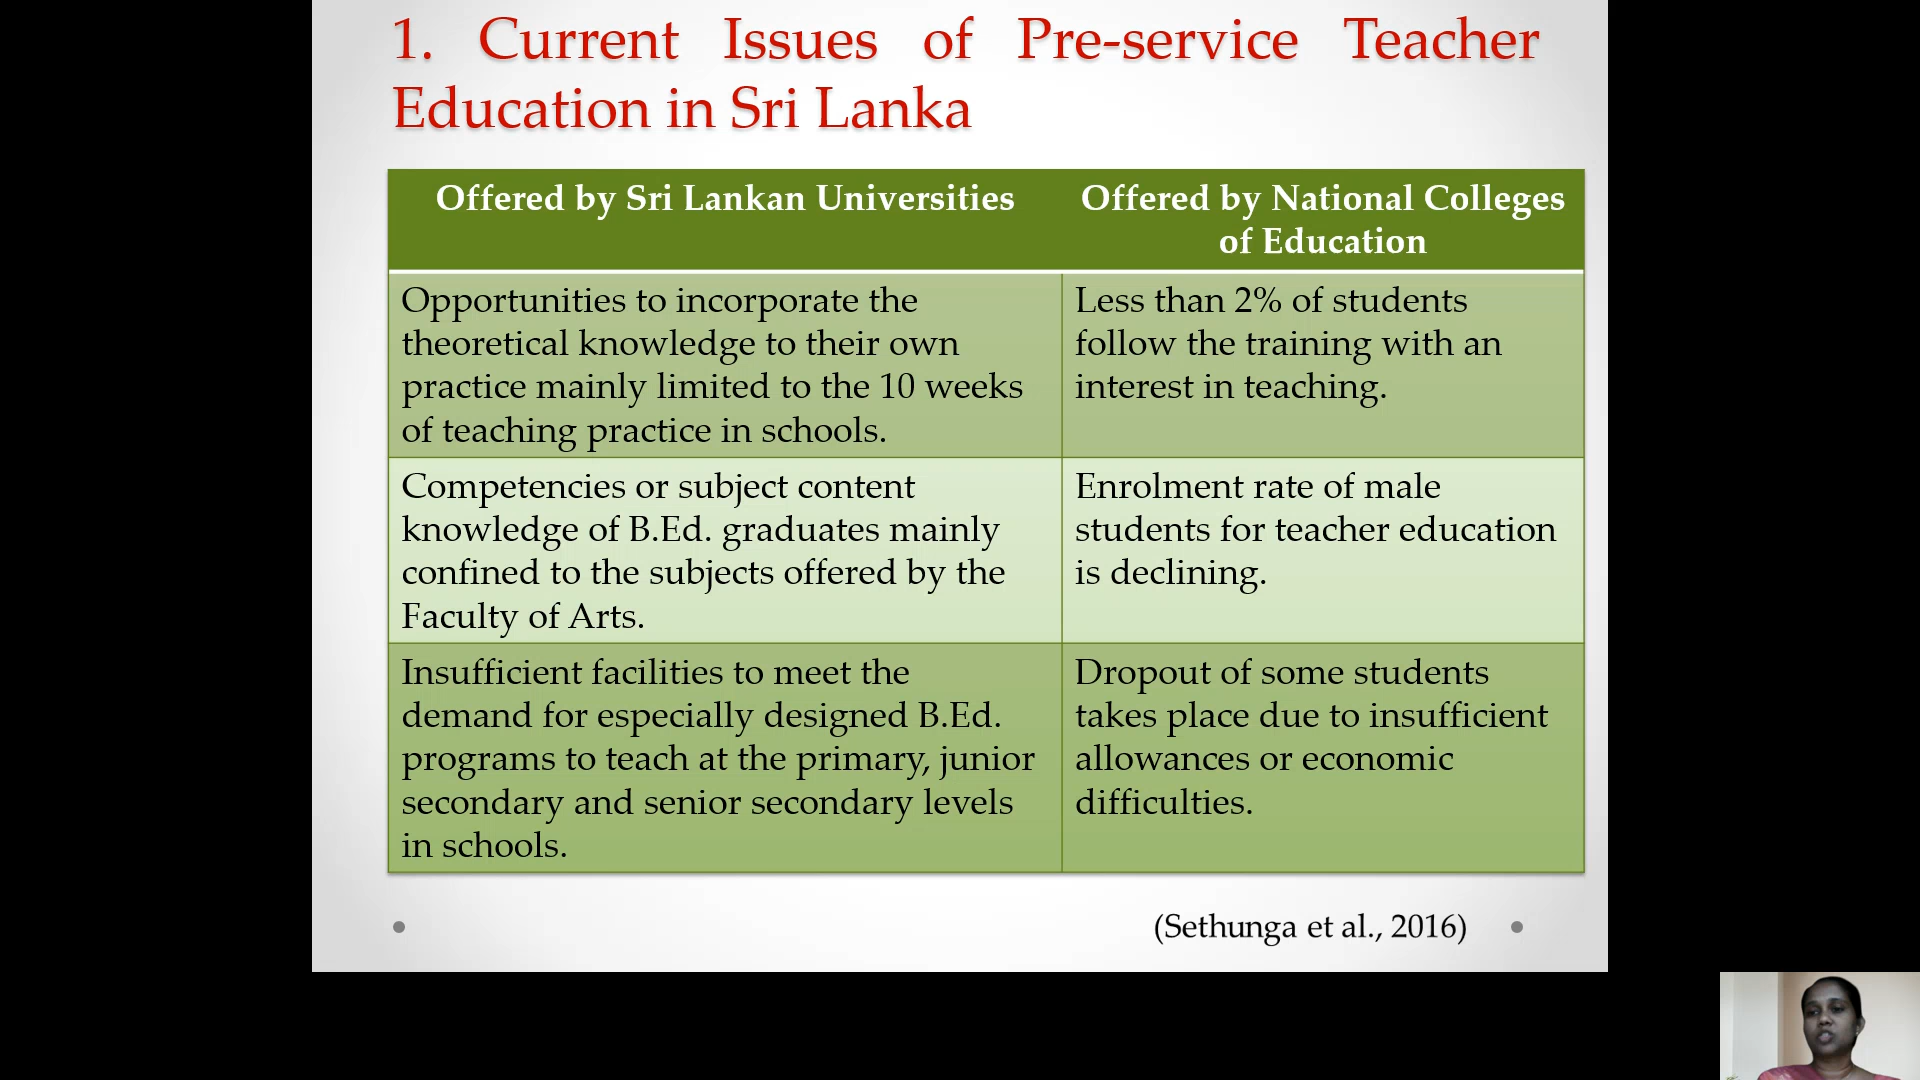 1. Current Issues of Pre-service Teacher
Education in Sri Lanka
Offered by Sri Lankan Universities
Offered by National Colleges
of Education
Opportunities to incorporate the
theoretical knowledge to their own
practice mainly limited to the 10 weeks
of teaching practice in schools.
Less than 2% of students
follow the training with an
interest in teaching.
Competencies or subject content
knowledge of B.Ed. graduates mainly
confined to the subjects offered by the
Faculty of Arts.
Enrolment rate of male
students for teacher education
is declining.
Insufficient facilities to meet the
demand for especially designed B.Ed.
programs to teach at the primary, junior
secondary and senior secondary levels
in schools.
Dropout of some students
takes place due to insufficient
allowances or economic
difficulties.
(Sethunga et al., 2016)